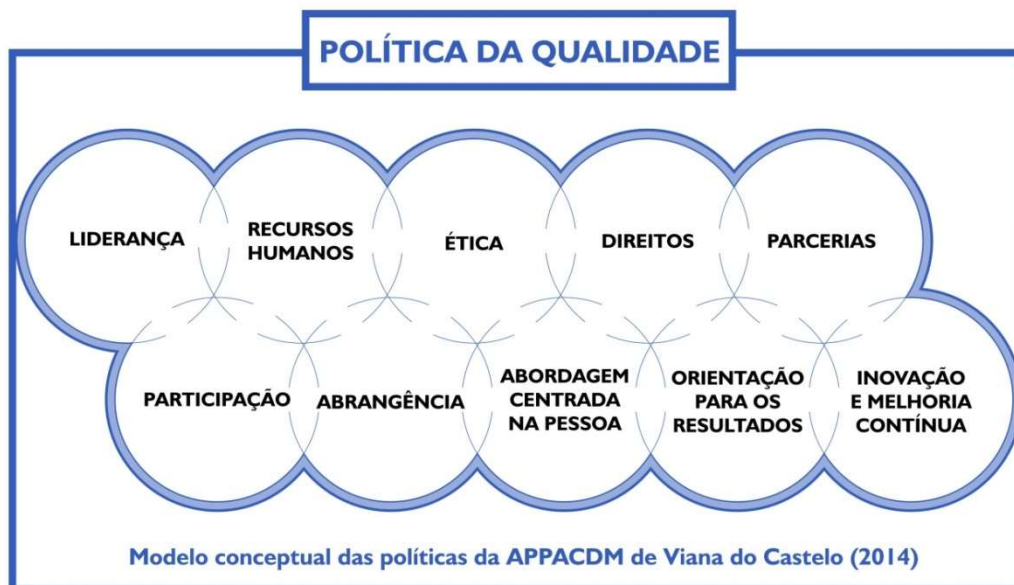 POLÍTICA DA QUALIDADE
LIDERANÇA
RECURSOS
HUMANOS
ÉTICA
DIREITOS
PARCERIAS
PARTICIPAÇÃO
ABRANGÊNCIA
ABORDAGEM
CENTRADA
NA PESSOA
ORIENTAÇÃO
PARA OS
RESULTADOS
INOVAÇÃO
E MELHORIA
CONTÍNUA
Modelo conceptual das políticas da APPACDM de Viana do Castelo (2014)